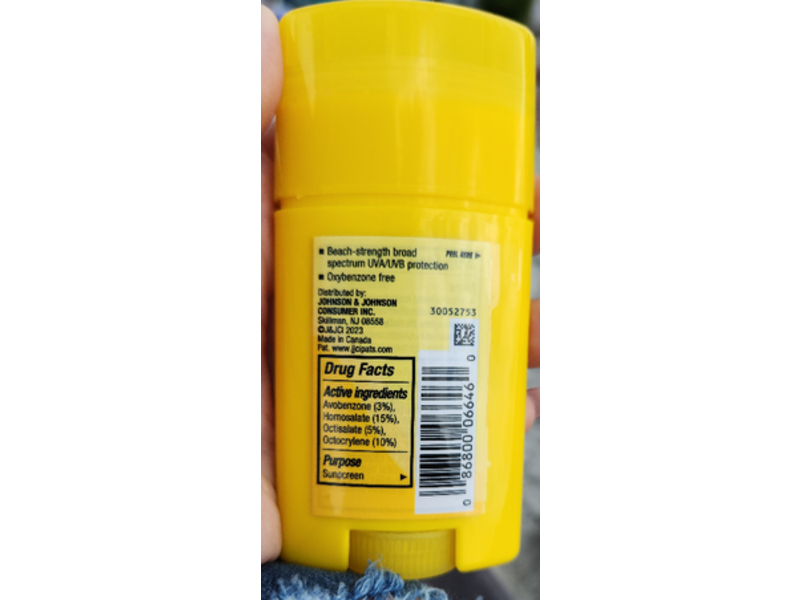 ■ Beach-strength broad
spectrum UVA/UVB protection
PEEL HERE
■ Oxybenzone free
Distributed by:
JOHNSON & JOHNSON
CONSUMER INC.
Skillman, NJ 08558
©J&JCI 2023
Made in Canada
Pat. www.jjcipats.com
30052753
Drug Facts
Active ingredients
Avobenzone (3%),
Homosalate (15%),
Octisalate (5%),
Octocrylene (10%)
Purpose
Sunscreen
0 86800 06646 0